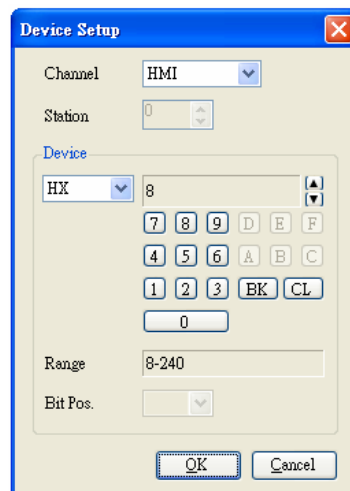 Device Setup
Channel HMI
Station 0
Device
HX 8
7 8 9 D E F
4 5 6 A B C
1 2 3 BK CL
0
Range 8-240
Bit Pos.
OK Cancel